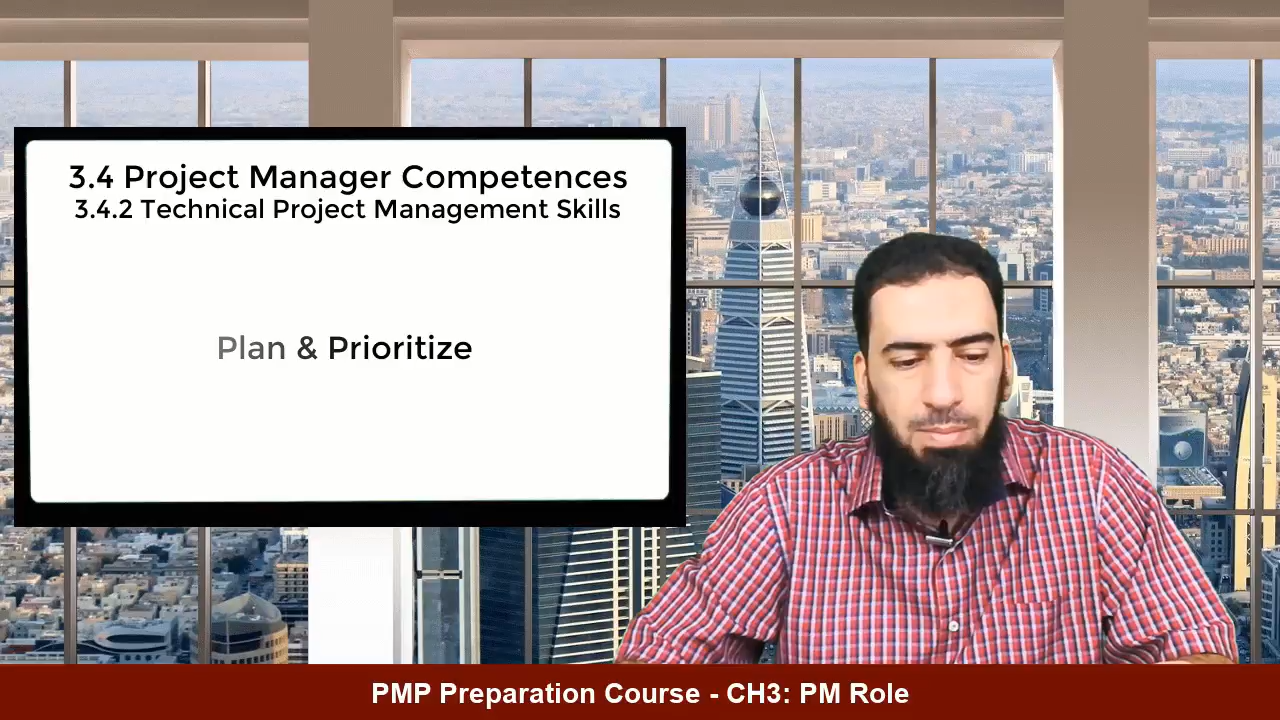 3.4 Project Manager Competences
3.4.2 Technical Project Management Skills
Plan & Prioritize
PMP Preparation Course - CH3: PM Role